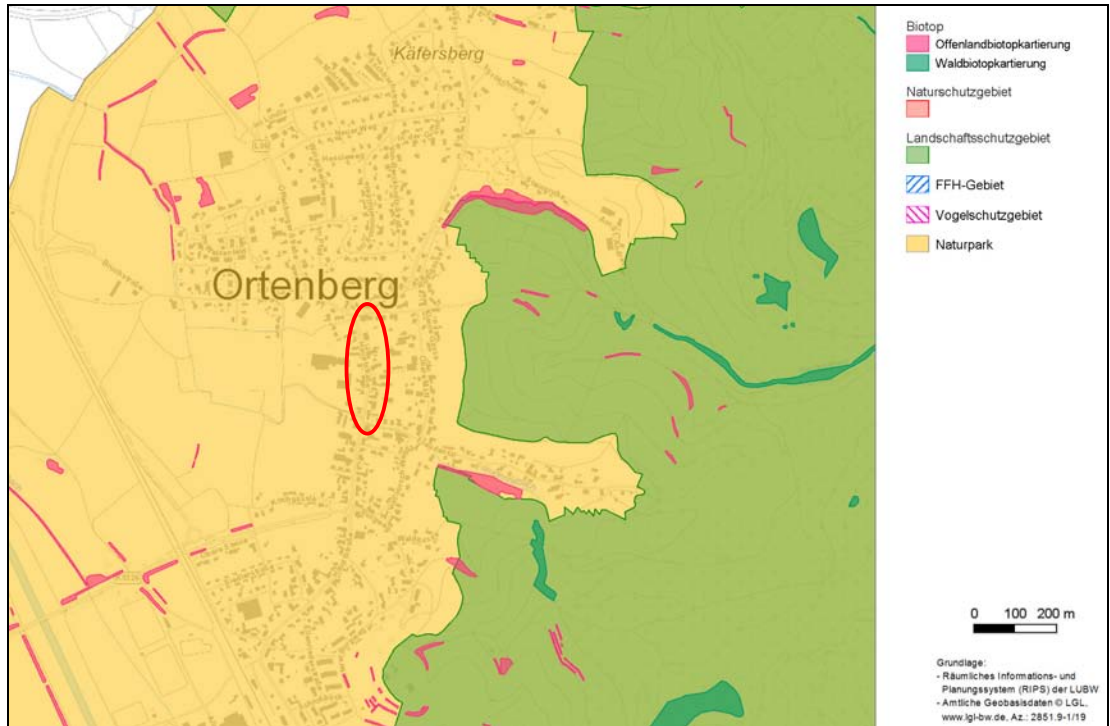 Käfersberg
Ortenberg
Biotop
Offenlandbiotopkartierung
Waldbiotopkartierung
Naturschutzgebiet
Landschaftsschutzgebiet
FFH-Gebiet
Vogelschutzgebiet
Naturpark
0 100 200 m
Grundlage:
- Räumliches Informations- und
Planungssystem (RIPS) der LUBW
- Amtliche Geobasisdaten © LGL,
www.lgl-bw.de, Az.: 2851.9-1/19